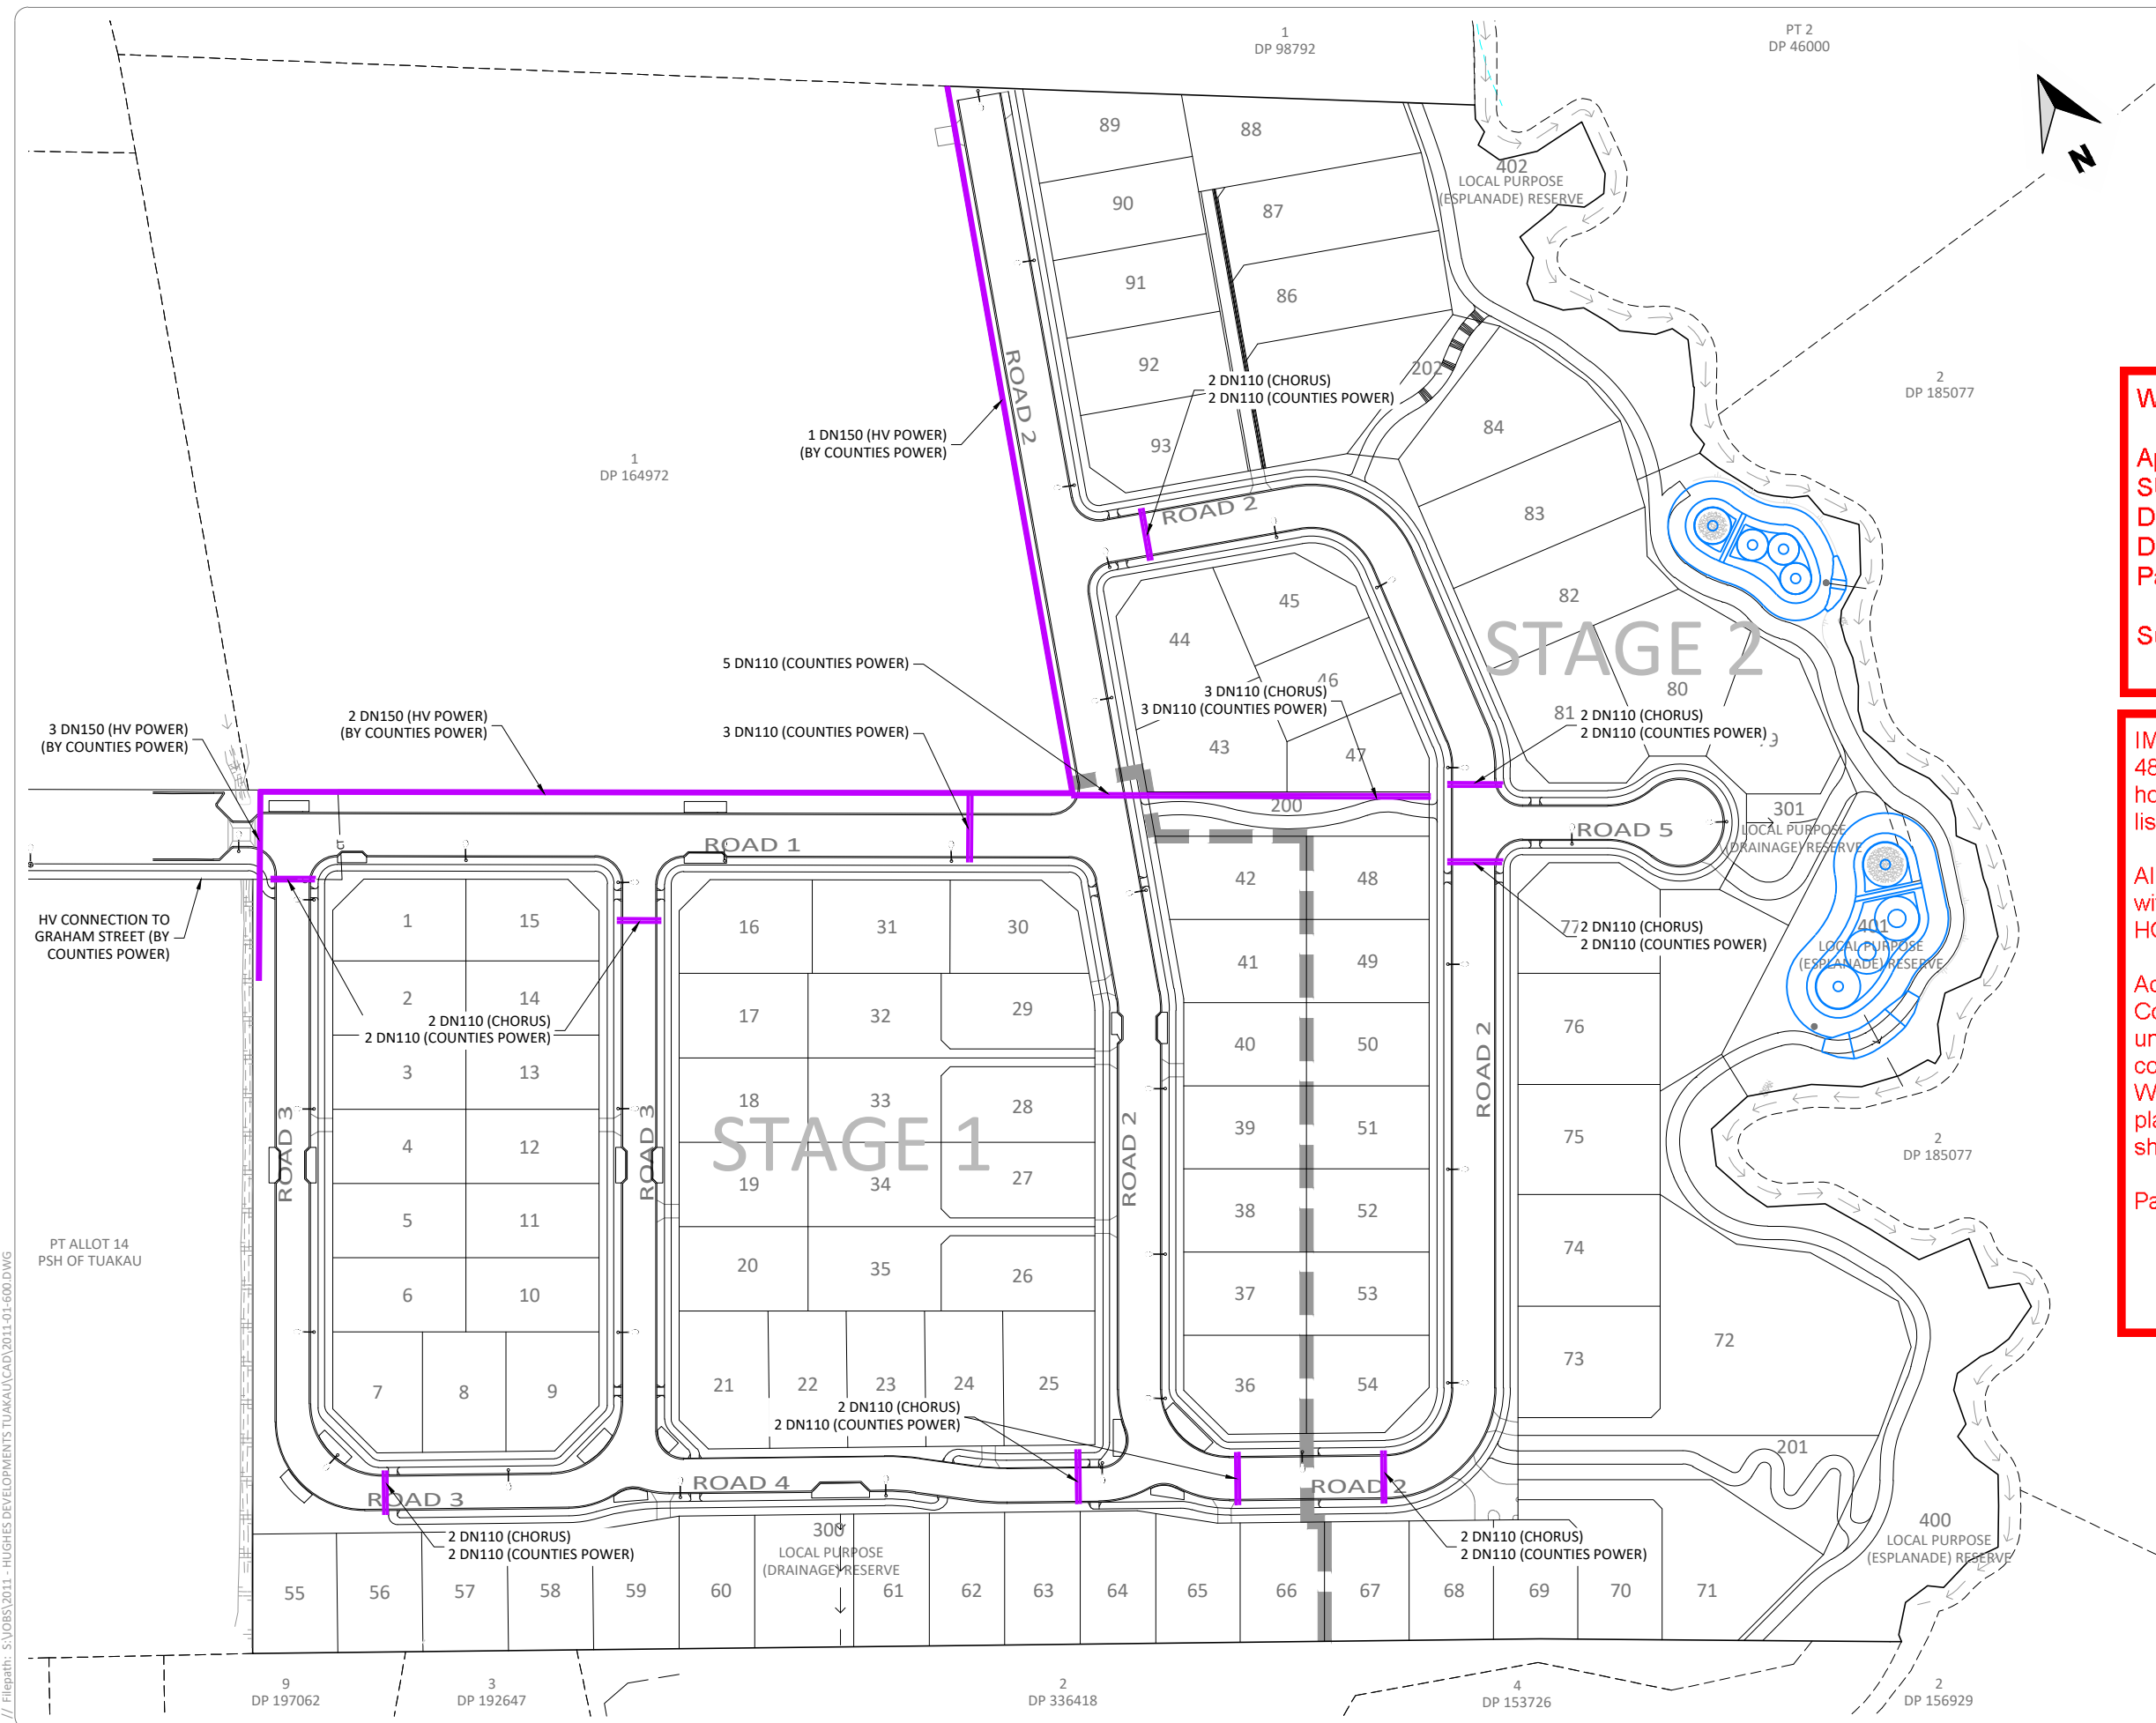 1
DP 98792
PT 2
DP 46000
N
89
88
402
LOCAL PURPOSE
(ESPLANADE) RESERVE
90
87
91
86
ROAD 2
92
202
2 DN110 (CHORUS)
2 DN110 (COUNTIES POWER)
2
DP 185077
1 DN150 (HV POWER)
(BY COUNTIES POWER)
93
84
1
DP 164972
ROAD 2
83
45
82
44
STAGE 2
5 DN110 (COUNTIES POWER)
46
3 DN110 (CHORUS)
3 DN110 (COUNTIES POWER)
80
81
2 DN110 (CHORUS)
2 DN110 (COUNTIES POWER)
3 DN150 (HV POWER)
(BY COUNTIES POWER)
2 DN150 (HV POWER)
(BY COUNTIES POWER)
3 DN110 (COUNTIES POWER)
43
47
200
301
LOCAL PURPOSE
(DRAINAGE) RESERVE
ROAD 1
ROAD 5
HV CONNECTION TO
GRAHAM STREET (BY
COUNTIES POWER)
1
15
16
31
30
42
48
77
2 DN110 (CHORUS)
2 DN110 (COUNTIES POWER)
401
LOCAL PURPOSE
(ESPLANADE) RESERVE
41
49
2
14
2 DN110 (CHORUS)
2 DN110 (COUNTIES POWER)
17
32
29
76
3
13
40
50
ROAD 2
18
33
28
ROAD 3
ROAD 3
STAGE 1
ROAD 2
4
12
39
51
75
2
DP 185077
19
34
27
5
11
38
52
PT ALLOT 14
PSH OF TUAKAU
20
35
26
74
6
10
37
53
72
73
7
8
9
21
22
23
24
25
36
54
2 DN110 (CHORUS)
2 DN110 (COUNTIES POWER)
201
ROAD 3
ROAD 4
ROAD 2
2 DN110 (CHORUS)
2 DN110 (COUNTIES POWER)
300
LOCAL PURPOSE
(DRAINAGE) RESERVE
2 DN110 (CHORUS)
2 DN110 (COUNTIES POWER)
400
LOCAL PURPOSE
(ESPLANADE) RESERVE
55
56
57
58
59
60
61
62
63
64
65
66
67
68
69
70
71
9
DP 197062
3
DP 192647
2
DP 336418
4
DP 153726
2
DP 156929
// Filepath: S:\JOBS\2011 - HUGHES DEVELOPMENTS TUAKAU\CAD\2011-01-600.DWG